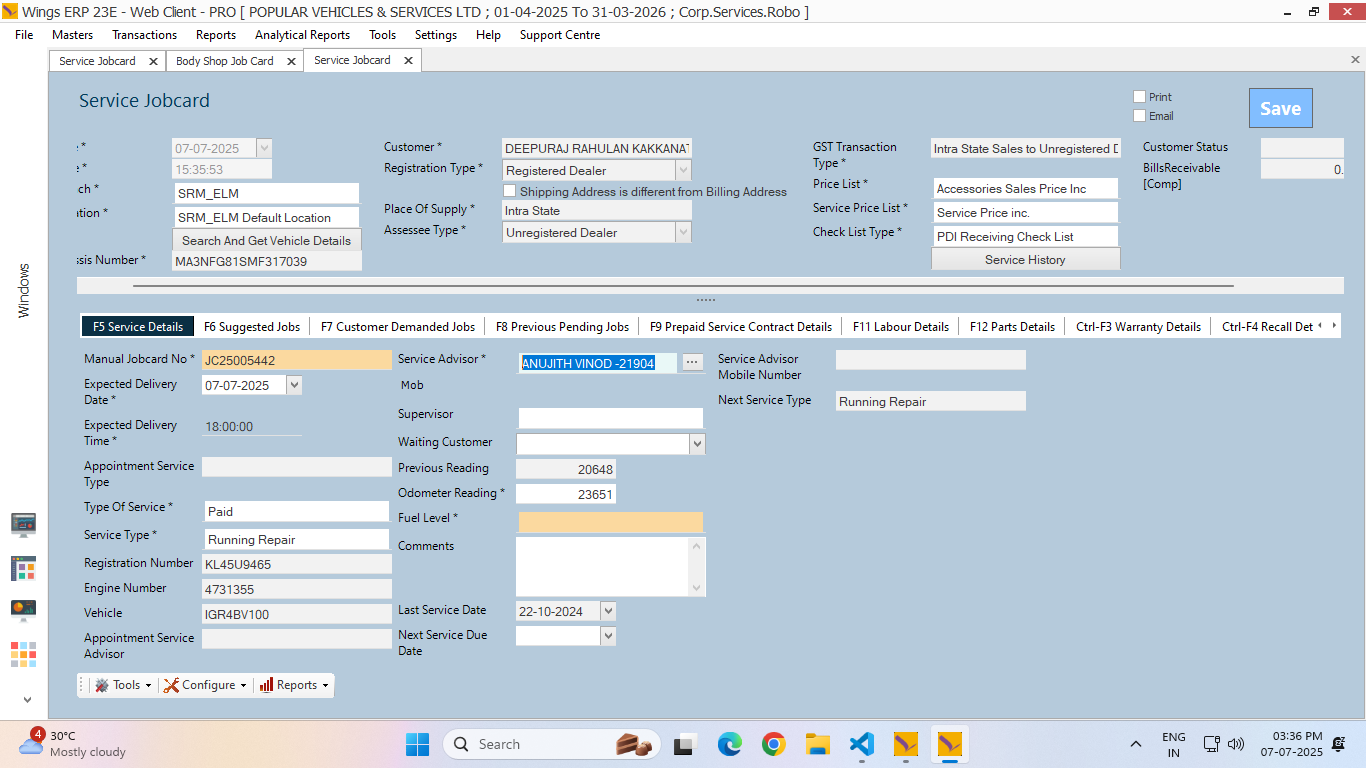 Wings ERP 23E - Web Client - PRO [ POPULAR VEHICLES & SERVICES LTD ; 01-04-2025 To 31-03-2026 ; Corp.Services.Robo ]
File Masters Transactions Reports Analytical Reports Tools Settings Help Support Centre
Service Jobcard Body Shop Job Card Service Jobcard
Service Jobcard
Print
Email
Save
07-07-2025
15:35:53
SRM_ELM
SRM_ELM Default Location
Search And Get Vehicle Details
ssis Number * MA3NFG81SMF317039
Customer * DEEPURAJ RAHULAN KAKKANAT
Registration Type * Registered Dealer
Shipping Address is different from Billing Address
Place Of Supply * Intra State
Assessee Type * Unregistered Dealer
GST Transaction Type * Intra State Sales to Unregistered D
Price List * Accessories Sales Price Inc
Service Price List * Service Price inc.
Check List Type * PDI Receiving Check List
Service History
Customer Status
BillsReceivable [Comp] 0.
Windows
F5 Service Details F6 Suggested Jobs F7 Customer Demanded Jobs F8 Previous Pending Jobs F9 Prepaid Service Contract Details F11 Labour Details F12 Parts Details Ctrl-F3 Warranty Details Ctrl-F4 Recall Det
Manual Jobcard No * JC25005442
Expected Delivery Date * 07-07-2025
Expected Delivery Time * 18:00:00
Appointment Service Type
Type Of Service * Paid
Service Type * Running Repair
Registration Number KL45U9465
Engine Number 4731355
Vehicle IGR4BV100
Appointment Service Advisor
Service Advisor * ANUJITH VINOD -21904
Mob
Supervisor
Waiting Customer
Previous Reading 20648
Odometer Reading * 23651
Fuel Level *
Comments
Last Service Date 22-10-2024
Next Service Due Date
Service Advisor Mobile Number
Next Service Type Running Repair
Tools Configure Reports
4
30°C
Mostly cloudy
Search
ENG
IN
03:36 PM
07-07-2025